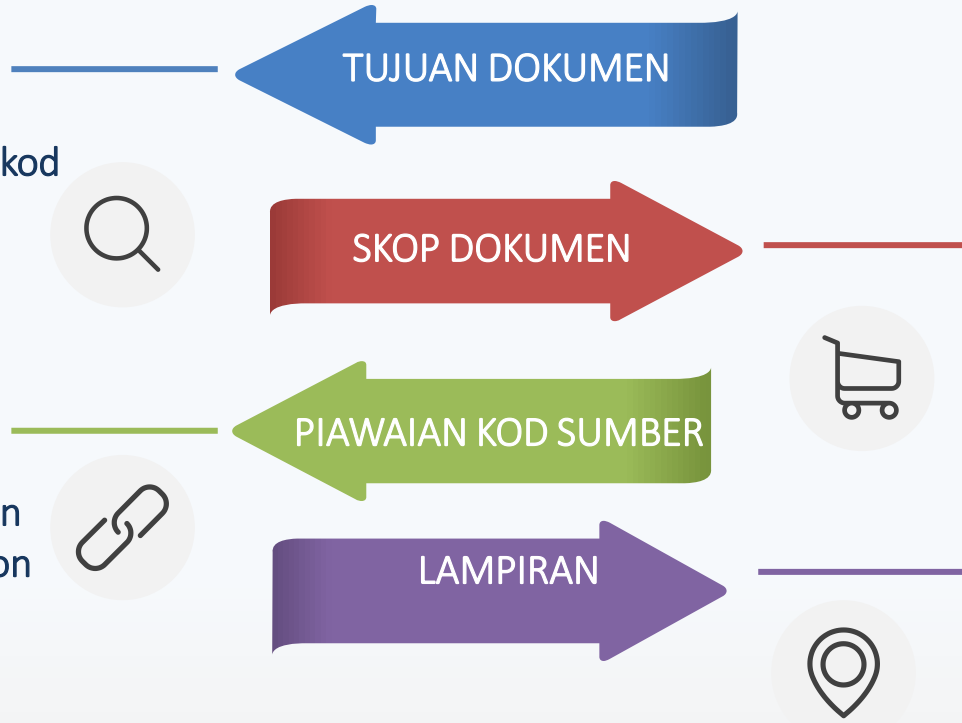 TUJUAN DOKUMEN
kod
SKOP DOKUMEN
PIAWAIAN KOD SUMBER
n
on
LAMPIRAN